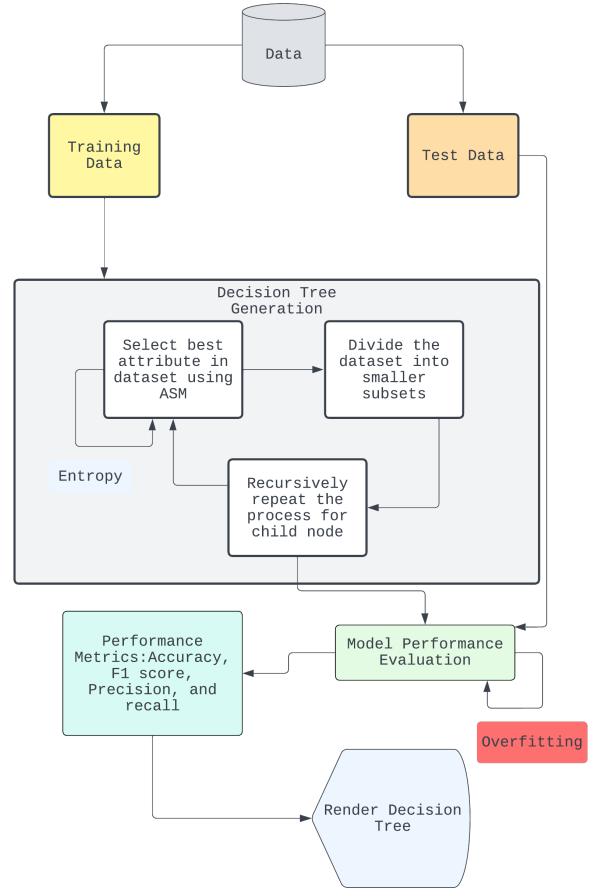 Data
Training
Data
Test Data
Decision Tree
Generation
Select best
attribute in
dataset using
ASM
Divide the
dataset into
smaller
subsets
Entropy
Recursively
repeat the
process for
child node
Performance
Metrics:Accuracy,
F1 score,
Precision, and
recall
Model Performance
Evaluation
Overfitting
Render Decision
Tree